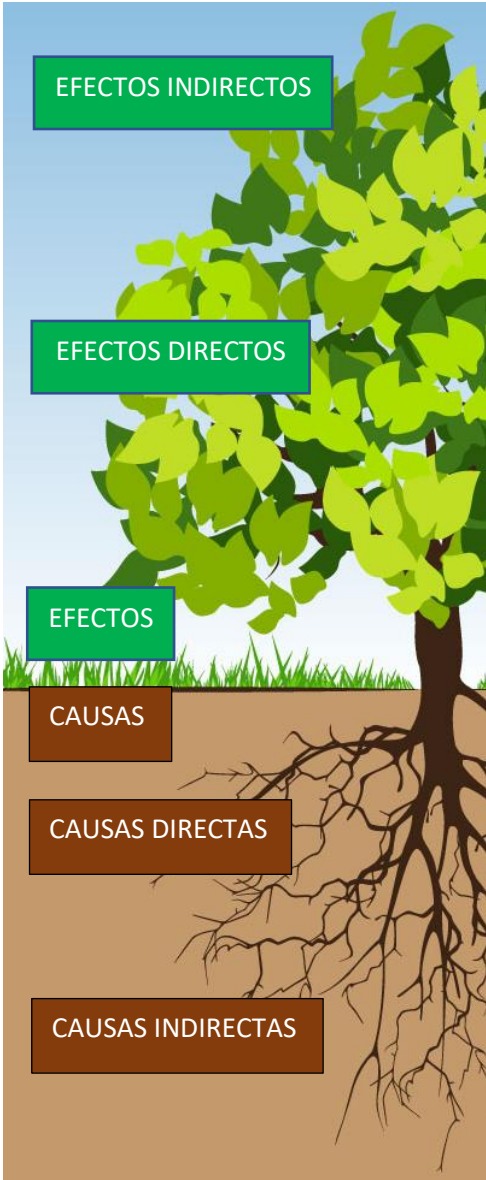 EFECTOS INDIRECTOS
EFECTOS DIRECTOS
EFECTOS
CAUSAS
CAUSAS DIRECTAS
CAUSAS INDIRECTAS